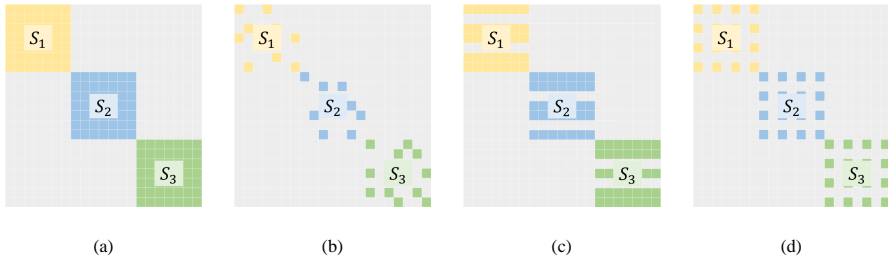 S₁ S₁ S₁ S₁
S₂ S₂ S₂ S₂
S₃ S₃ S₃ S₃
(a) (b) (c) (d)